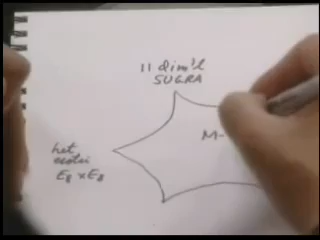 11 dim'l
SUGRA
M-
het
E8 x E8